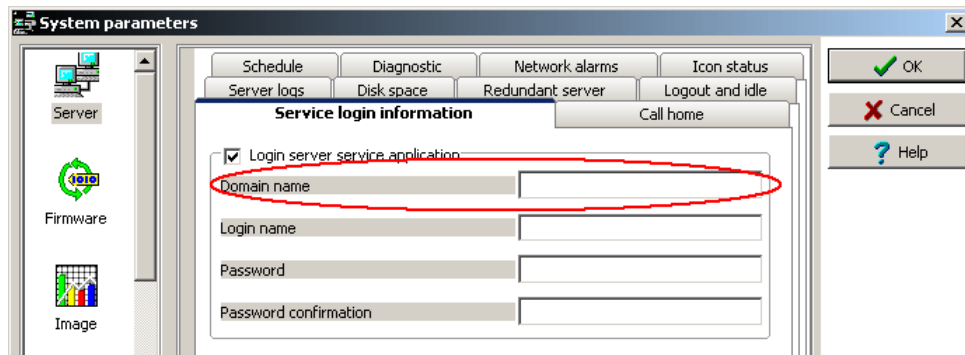 System parameters
Server
Firmware
Image
Schedule
Diagnostic
Network alarms
Icon status
Server logs
Disk space
Redundant server
Logout and idle
Service login information
Call home
Login server service application
Domain name
Login name
Password
Password confirmation
OK
Cancel
Help